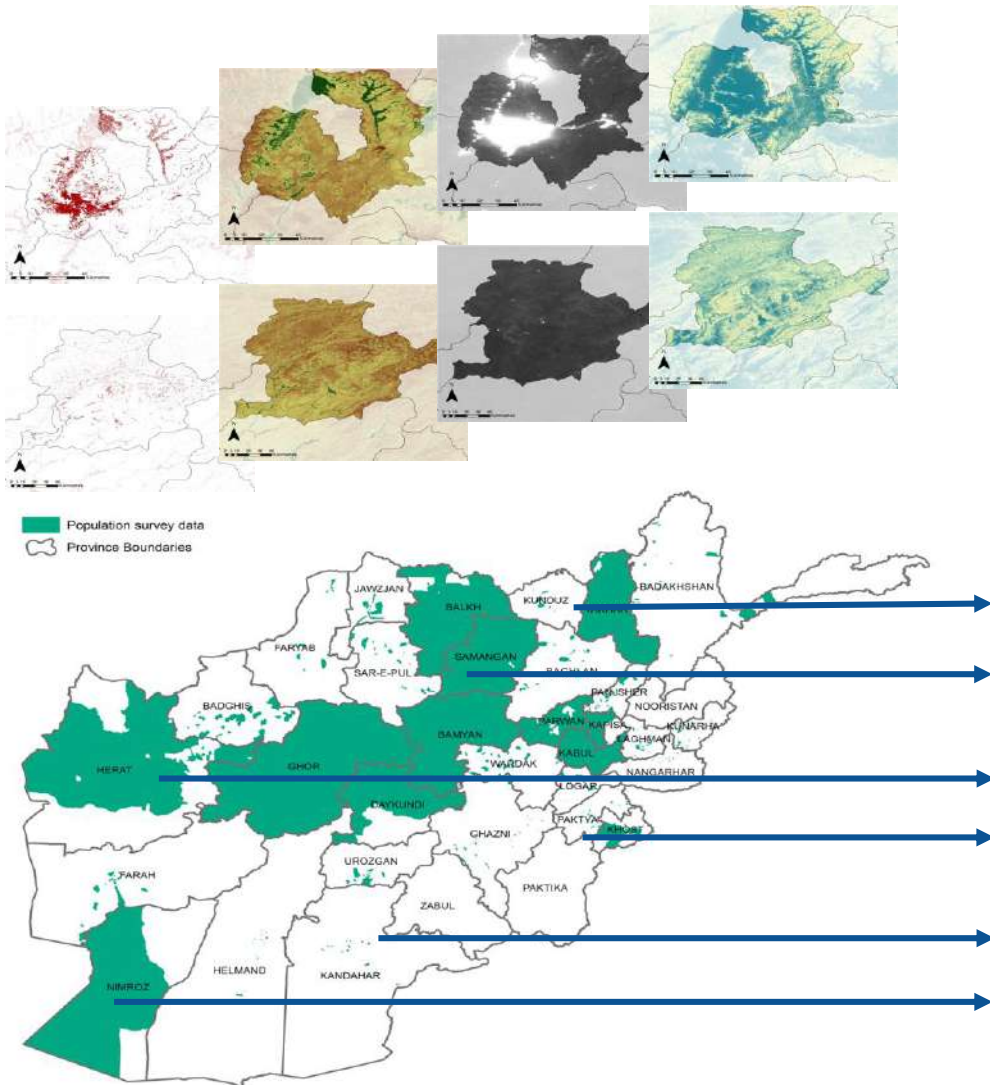 N
N
N
N
N
N
N
N
Population survey data
Province Boundaries
JAWZJAN
BALKH
KUNOUZ
BADAKHSHAN
FARYAB
SAR-E-PUL
SAMANGAN
BAGHLAN
PANJSHER
NOORISTAN
BADGHIS
PARWAN
KAPISA
KUNARHA
LAGHMAN
BAMYAN
KABUL
HERAT
GHOR
WARDAK
NANGARHAR
LOGAR
DAYKUNDI
PAKTYA
KHOST
GHAZNI
UROZGAN
FARAH
PAKTIKA
ZABUL
HELMAND
KANDAHAR
NIMROZ